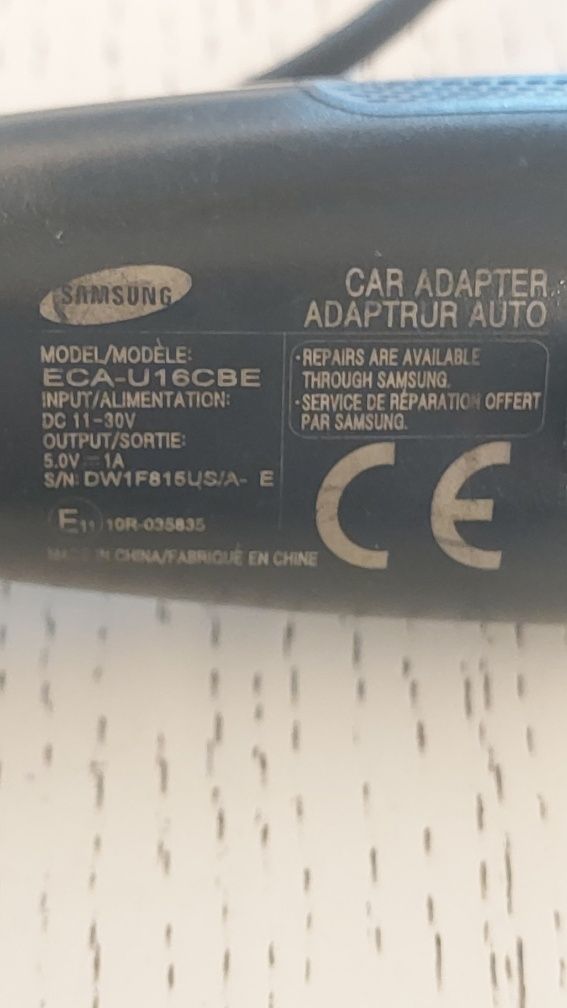 SAMSUNG
CAR ADAPTER
ADAPTRUR AUTO
MODEL/MODÈLE:
ECA-U16CBE
INPUT/ALIMENTATION:
DC 11-30V
OUTPUT/SORTIE:
5.0V ⎓ 1A
S/N: DW1F815US/A- E
·REPAIRS ARE AVAILABLE
THROUGH SAMSUNG.
·SERVICE DE RÉPARATION OFFERT
PAR SAMSUNG.
E11 10R-035835
MADE IN CHINA/FABRIQUÉ EN CHINE
CE